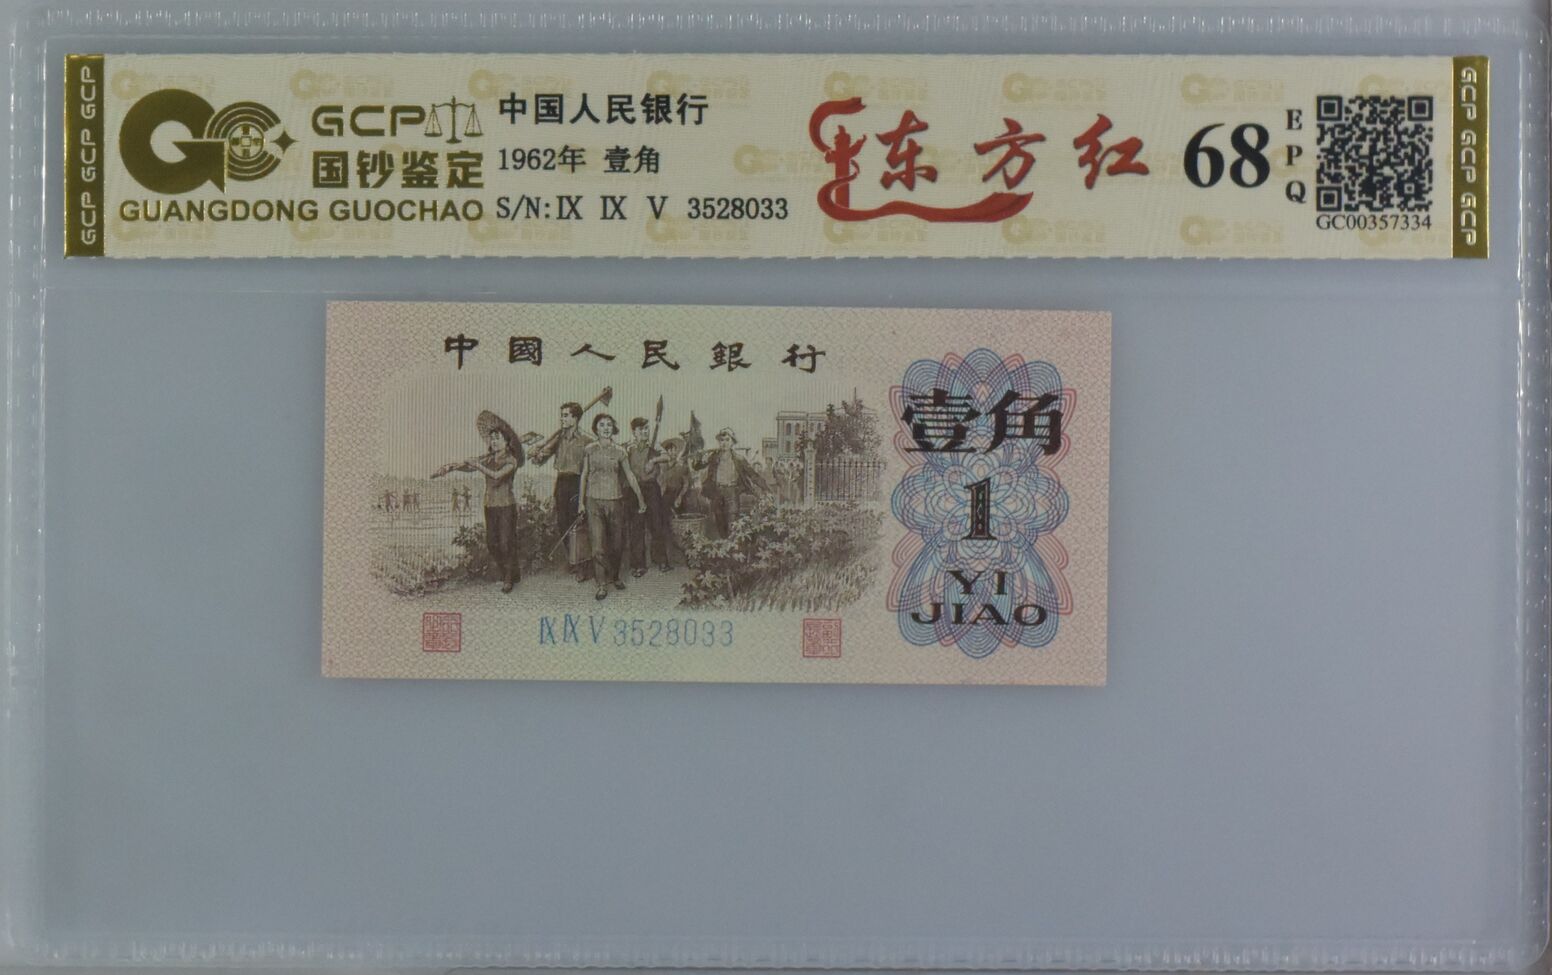 GCP GCP GCP
GCP
国钞鉴定
GUANGDONG GUOCHAO
中国人民银行
1962年 壹角
S/N:IX IX V 3528033
东方红
68
EPQ
GC00357334
GCP GCP GCP
中國人民銀行
壹角
1
YI
JIAO
IX IX V 3528033